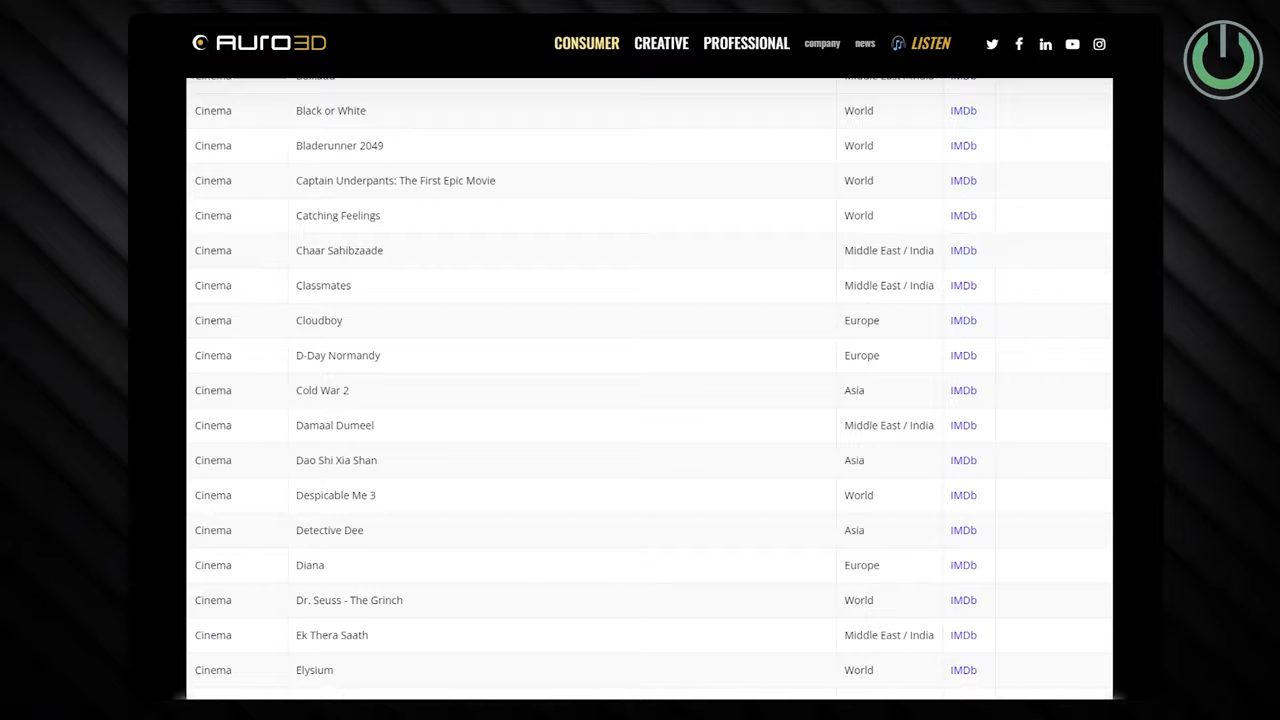 AURO3D CONSUMER CREATIVE PROFESSIONAL company news LISTEN
Cinema Black or White World IMDb
Cinema Bladerunner 2049 World IMDb
Cinema Captain Underpants: The First Epic Movie World IMDb
Cinema Catching Feelings World IMDb
Cinema Chaar Sahibzaade Middle East / India IMDb
Cinema Classmates Middle East / India IMDb
Cinema Cloudboy Europe IMDb
Cinema D-Day Normandy Europe IMDb
Cinema Cold War 2 Asia IMDb
Cinema Damaal Dumeel Middle East / India IMDb
Cinema Dao Shi Xia Shan Asia IMDb
Cinema Despicable Me 3 World IMDb
Cinema Detective Dee Asia IMDb
Cinema Diana Europe IMDb
Cinema Dr. Seuss - The Grinch World IMDb
Cinema Ek Thera Saath Middle East / India IMDb
Cinema Elysium World IMDb